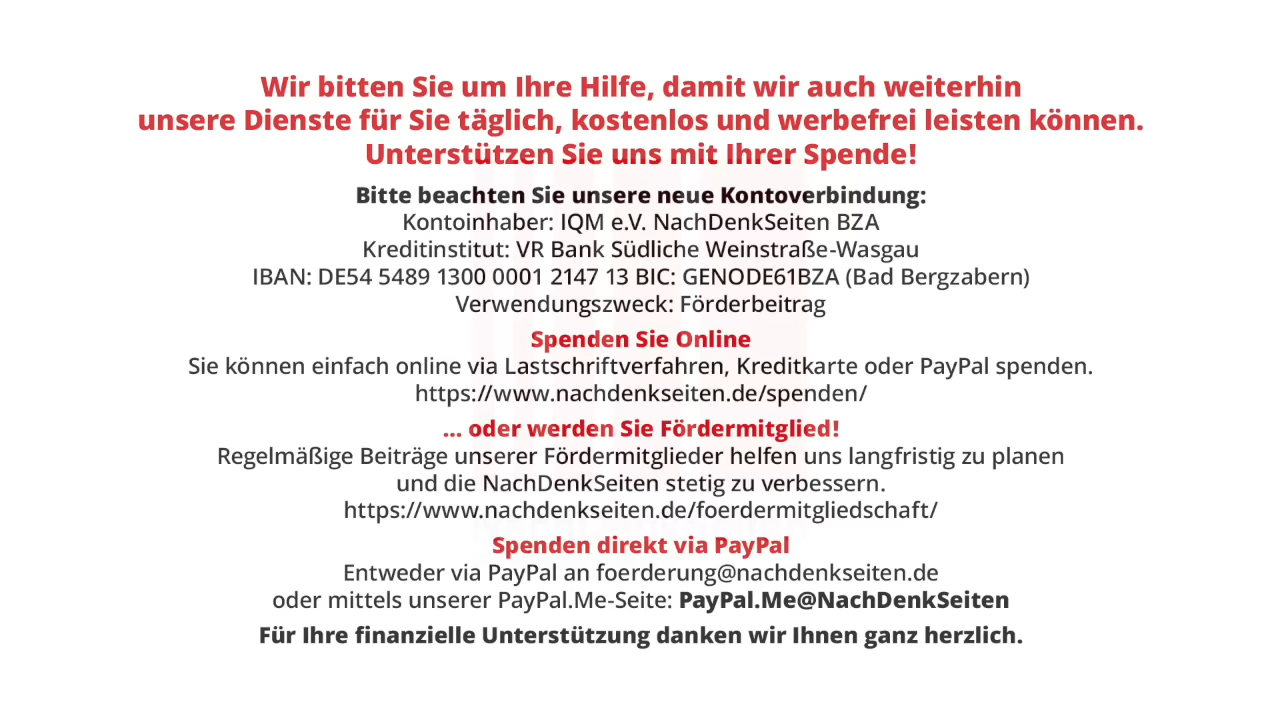 Wir bitten Sie um Ihre Hilfe, damit wir auch weiterhin
unsere Dienste für Sie täglich, kostenlos und werbefrei leisten können.
Unterstützen Sie uns mit Ihrer Spende!
Bitte beachten Sie unsere neue Kontoverbindung:
Kontoinhaber: IQM e.V. NachDenkSeiten BZA
Kreditinstitut: VR Bank Südliche Weinstraße-Wasgau
IBAN: DE54 5489 1300 0001 2147 13 BIC: GENODE61BZA (Bad Bergzabern)
Verwendungszweck: Förderbeitrag
Spenden Sie Online
Sie können einfach online via Lastschriftverfahren, Kreditkarte oder PayPal spenden.
https://www.nachdenkseiten.de/spenden/
... oder werden Sie Fördermitglied!
Regelmäßige Beiträge unserer Fördermitglieder helfen uns langfristig zu planen
und die NachDenkSeiten stetig zu verbessern.
https://www.nachdenkseiten.de/foerdermitgliedschaft/
Spenden direkt via PayPal
Entweder via PayPal an foerderung@nachdenkseiten.de
oder mittels unserer PayPal.Me-Seite: PayPal.Me@NachDenkSeiten
Für Ihre finanzielle Unterstützung danken wir Ihnen ganz herzlich.